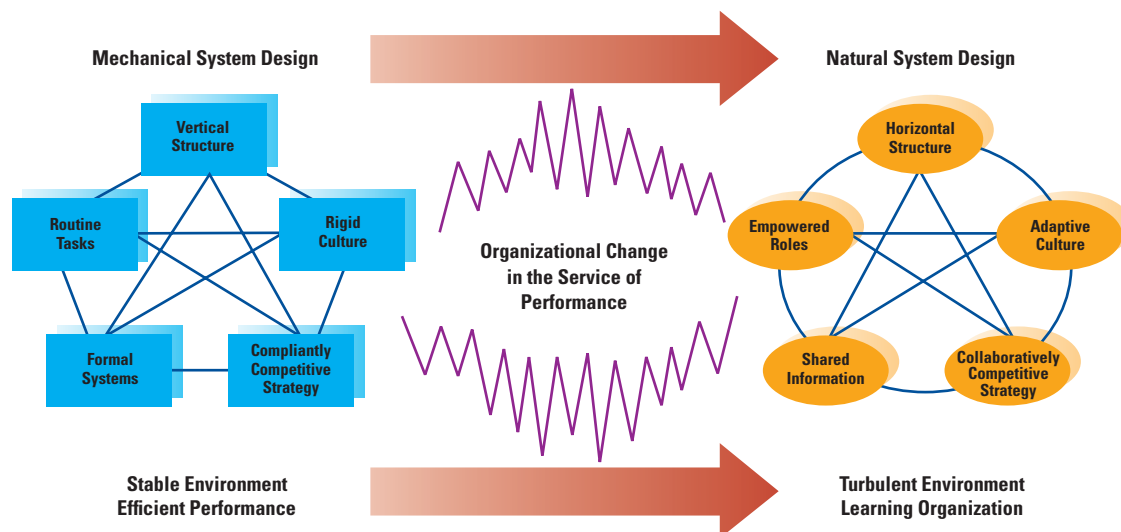 Mechanical System Design
Natural System Design
Vertical
Structure
Routine
Tasks
Rigid
Culture
Formal
Systems
Compliantly
Competitive
Strategy
Organizational Change
in the Service of
Performance
Horizontal
Structure
Empowered
Roles
Adaptive
Culture
Shared
Information
Collaboratively
Competitive
Strategy
Stable Environment
Efficient Performance
Turbulent Environment
Learning Organization